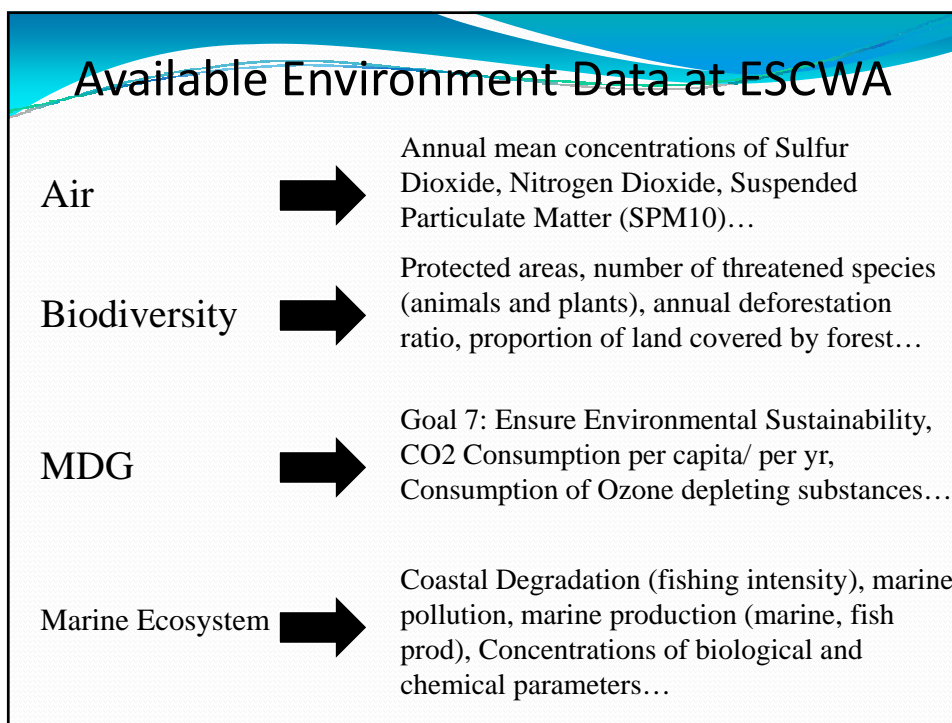 Available Environment Data at ESCWA
Air
Annual mean concentrations of Sulfur
Dioxide, Nitrogen Dioxide, Suspended
Particulate Matter (SPM10)…
Biodiversity
Protected areas, number of threatened species
(animals and plants), annual deforestation
ratio, proportion of land covered by forest…
MDG
Goal 7: Ensure Environmental Sustainability,
CO2 Consumption per capita/ per yr,
Consumption of Ozone depleting substances…
Marine Ecosystem
Coastal Degradation (fishing intensity), marine
pollution, marine production (marine, fish
prod), Concentrations of biological and
chemical parameters…